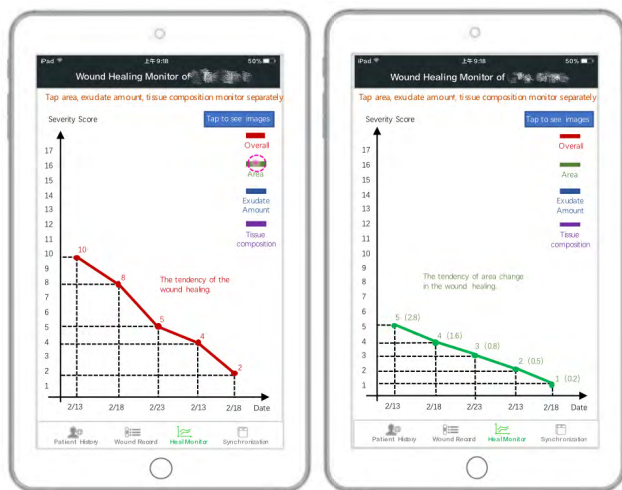 iPad
上午9:18
50%
Wound Healing Monitor of
Tap area, exudate amount, tissue composition monitor separately
Severity Score
Tap to see images
Overall
Area
Exudate
Amount
Tissue
composition
17
16
15
14
13
12
11
10
9
8
7
6
5
4
3
2
1
10
8
5
4
2
The tendency of the
wound healing.
2/13
2/18
2/23
2/13
2/18
Date
Patient History
Wound Record
Heal Monitor
Synchronization
iPad
上午9:18
50%
Wound Healing Monitor of
Tap area, exudate amount, tissue composition monitor separately
Severity Score
Tap to see images
Overall
Area
Exudate
Amount
Tissue
composition
17
16
15
14
13
12
11
10
9
8
7
6
5
4
3
2
1
The tendency of area change
in the wound healing.
5 (2.8)
4 (1.6)
3 (0.8)
2 (0.5)
1 (0.2)
2/13
2/18
2/23
2/13
2/18
Date
Patient History
Wound Record
Heal Monitor
Synchronization